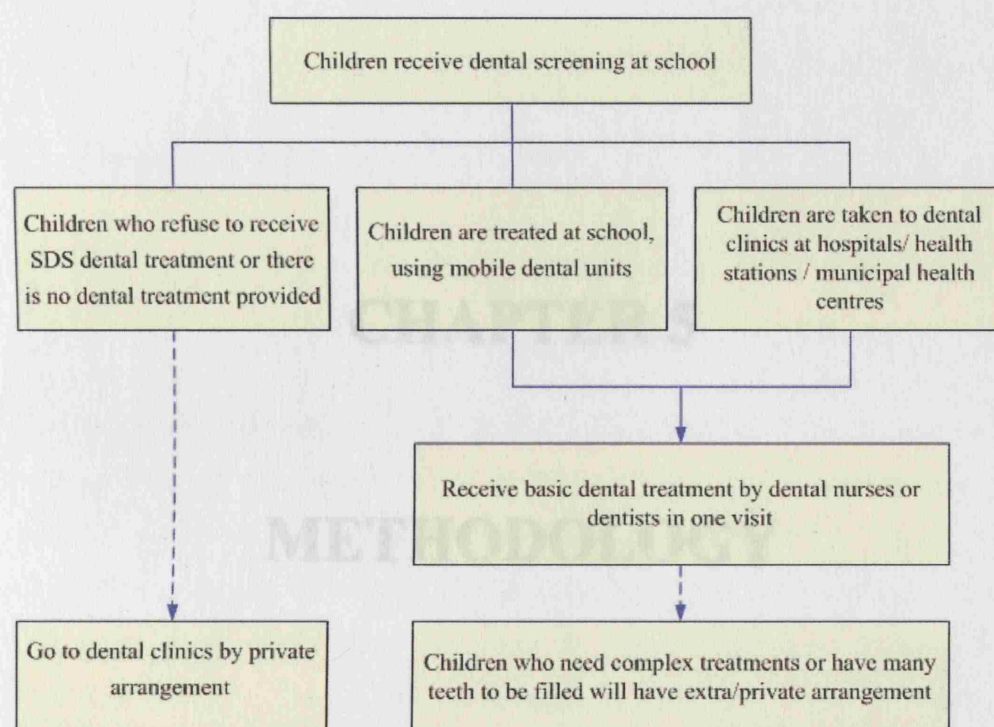 Children receive dental screening at school
Children who refuse to receive
SDS dental treatment or there
is no dental treatment provided
Children are treated at school,
using mobile dental units
Children are taken to dental
clinics at hospitals/ health
stations / municipal health
centres
CHAPTER 5
Receive basic dental treatment by dental nurses or
dentists in one visit
METHODOLOGY
Go to dental clinics by private
arrangement
Children who need complex treatments or have many
teeth to be filled will have extra/private arrangement